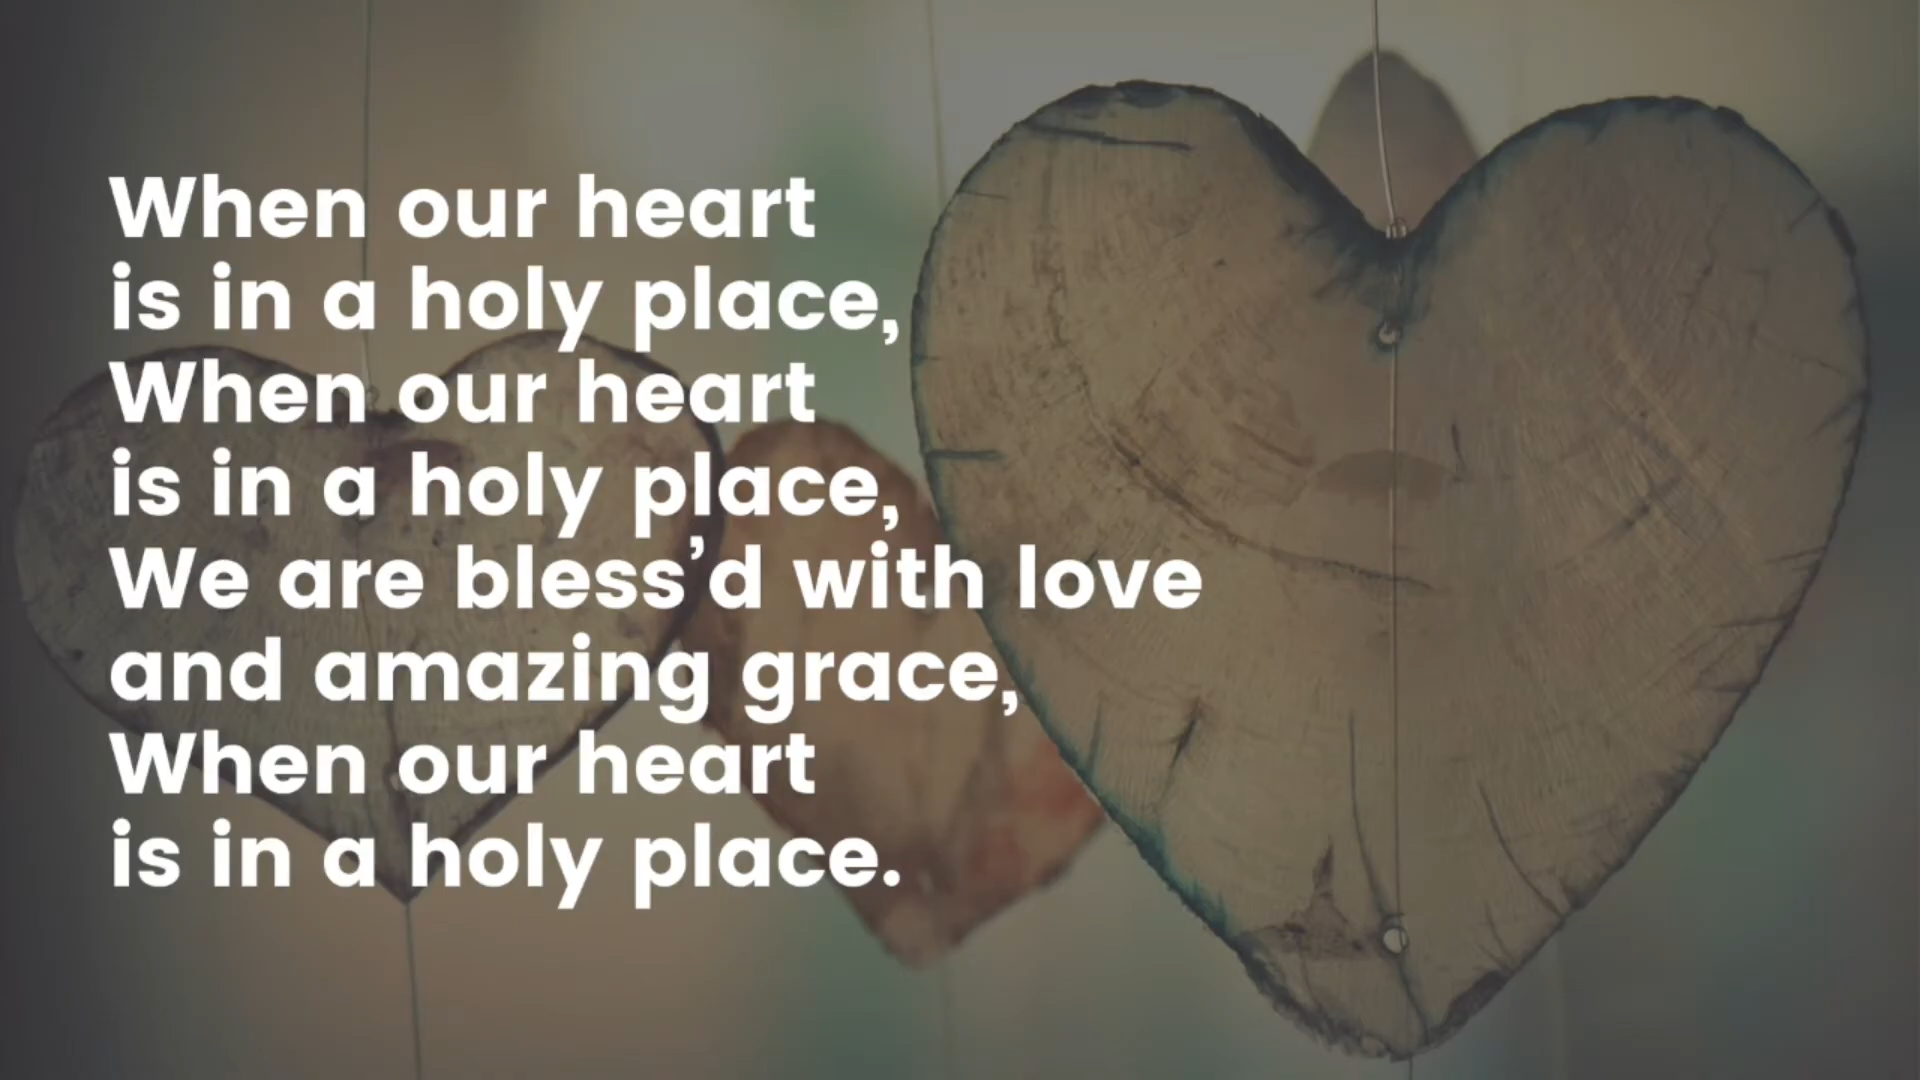 When our heart
is in a holy place,
When our heart
is in a holy place,
We are bless’d with love
and amazing grace,
When our heart
is in a holy place.